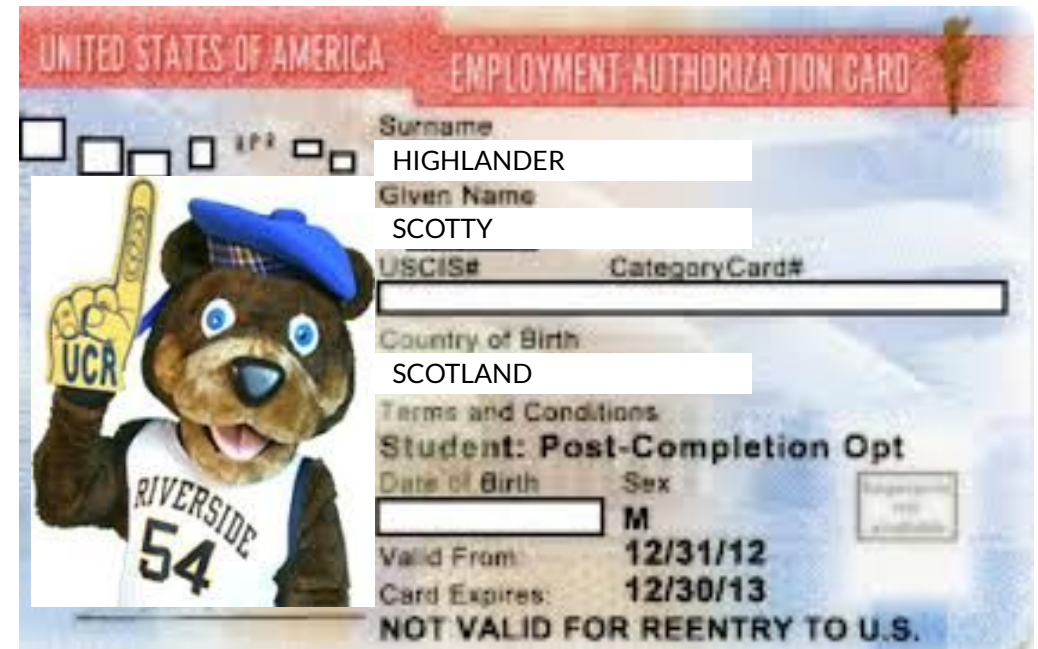 UNITED STATES OF AMERICA EMPLOYMENT AUTHORIZATION CARD
Surname
HIGHLANDER
Given Name
SCOTTY
USCIS# Category Card#
Country of Birth
SCOTLAND
Terms and Conditions
Student: Post-Completion Opt
Date of Birth Sex
M
Valid From: 12/31/12
Card Expires: 12/30/13
NOT VALID FOR REENTRY TO U.S.
UCR
RIVERSIDE
54